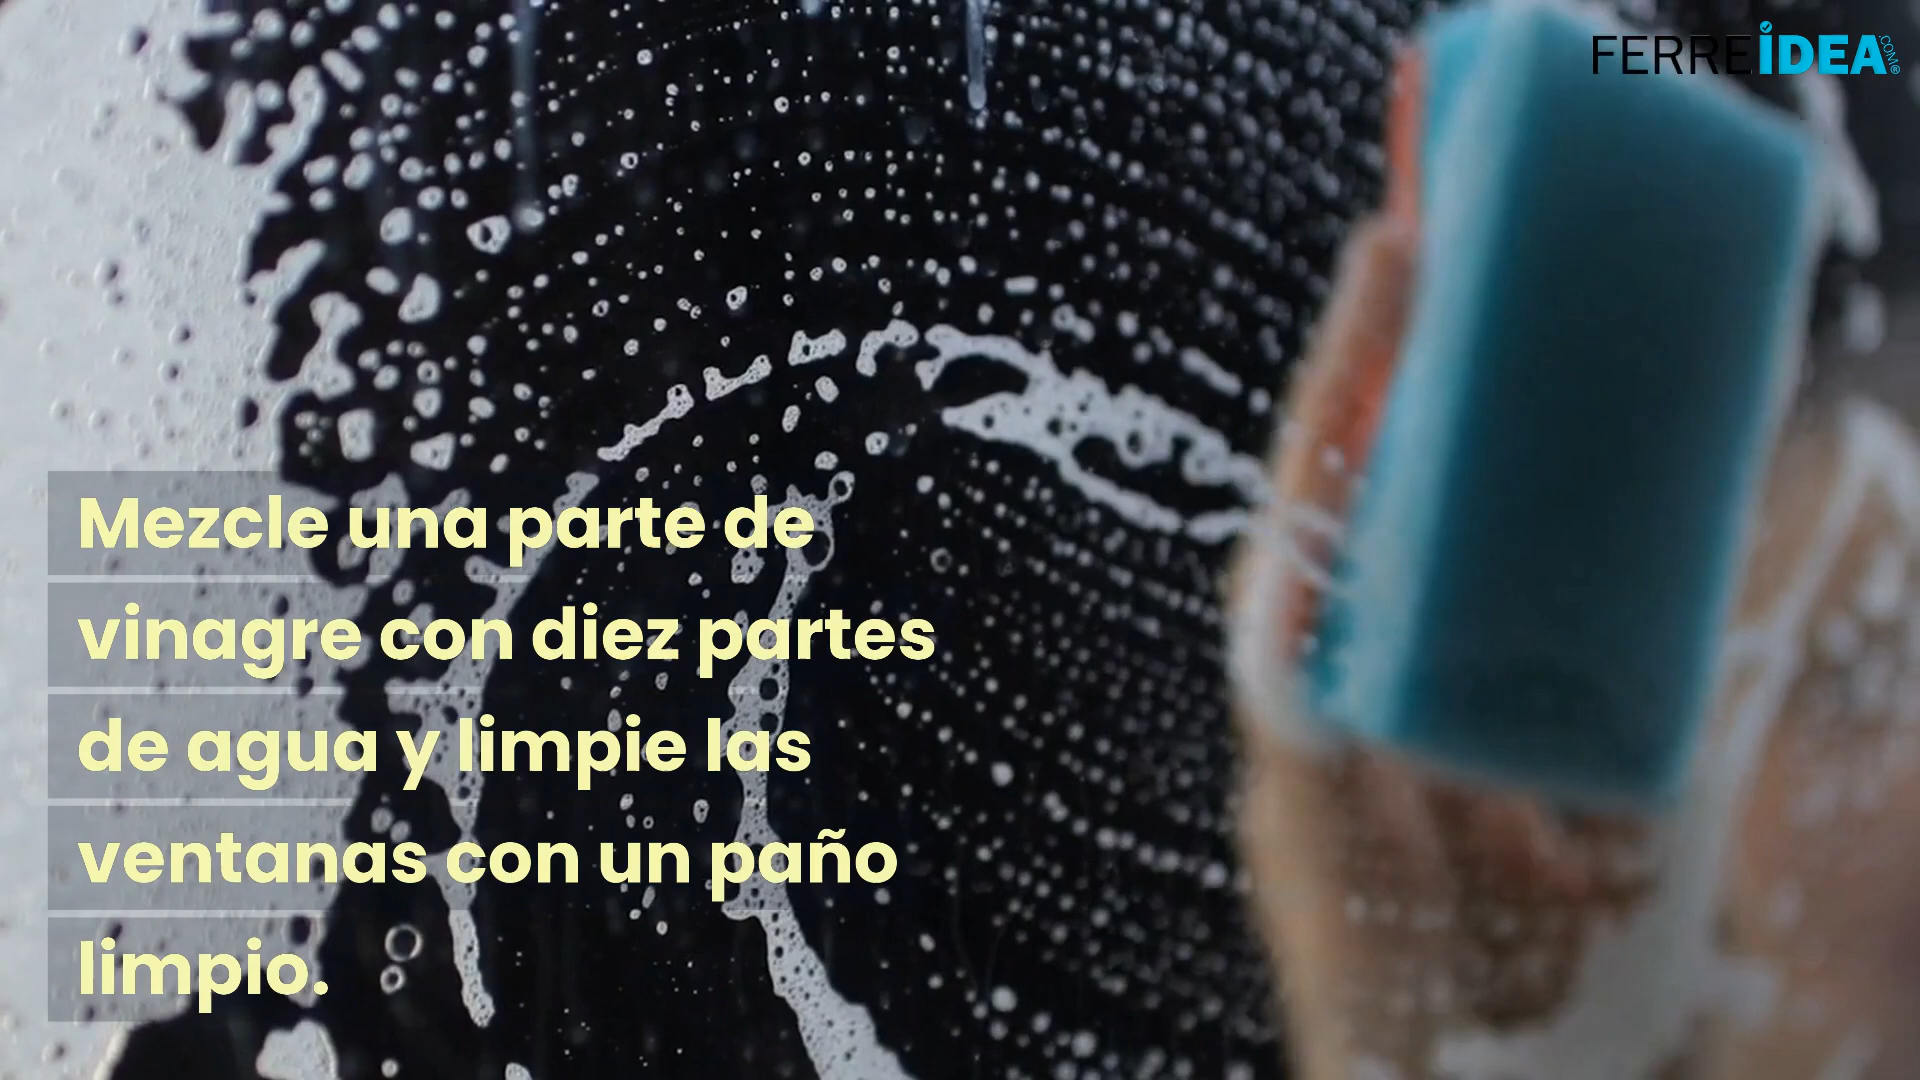 FERREIDEA.COM®
Mezcle una parte de
vinagre con diez partes
de agua y limpie las
ventanas con un paño
limpio.